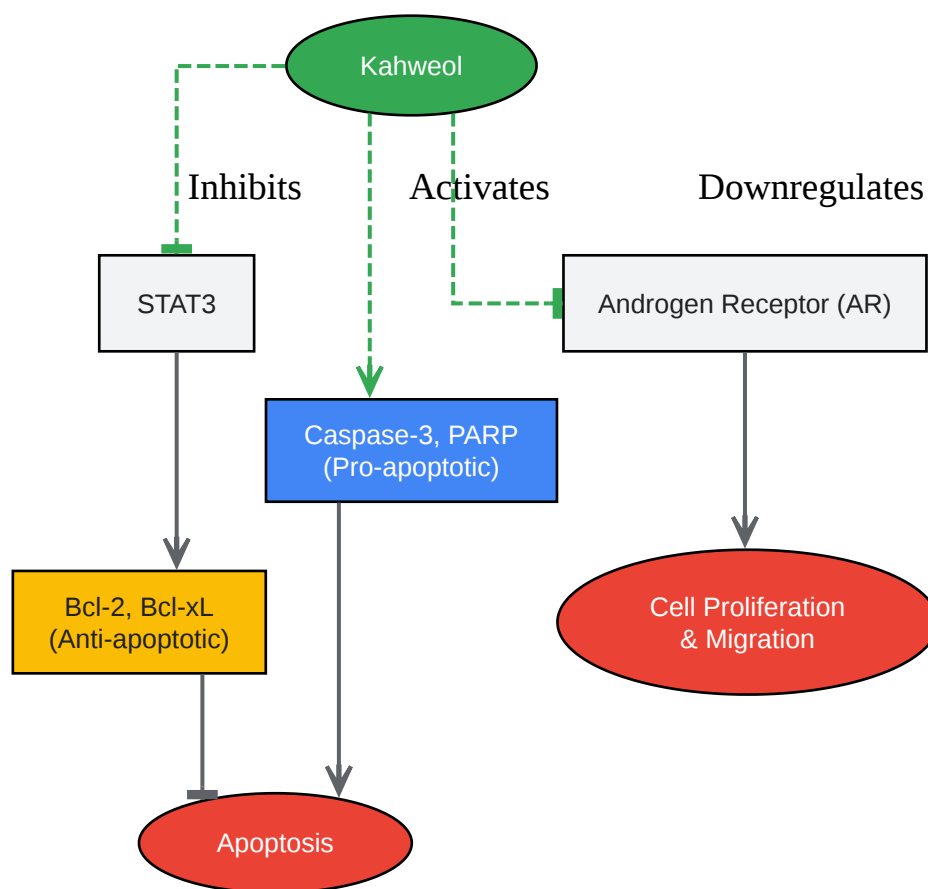 Kahweol
Inhibits
Activates
Downregulates
STAT3
Androgen Receptor (AR)
Caspase-3, PARP
(Pro-apoptotic)
Bcl-2, Bcl-xL
(Anti-apoptotic)
Cell Proliferation
& Migration
Apoptosis